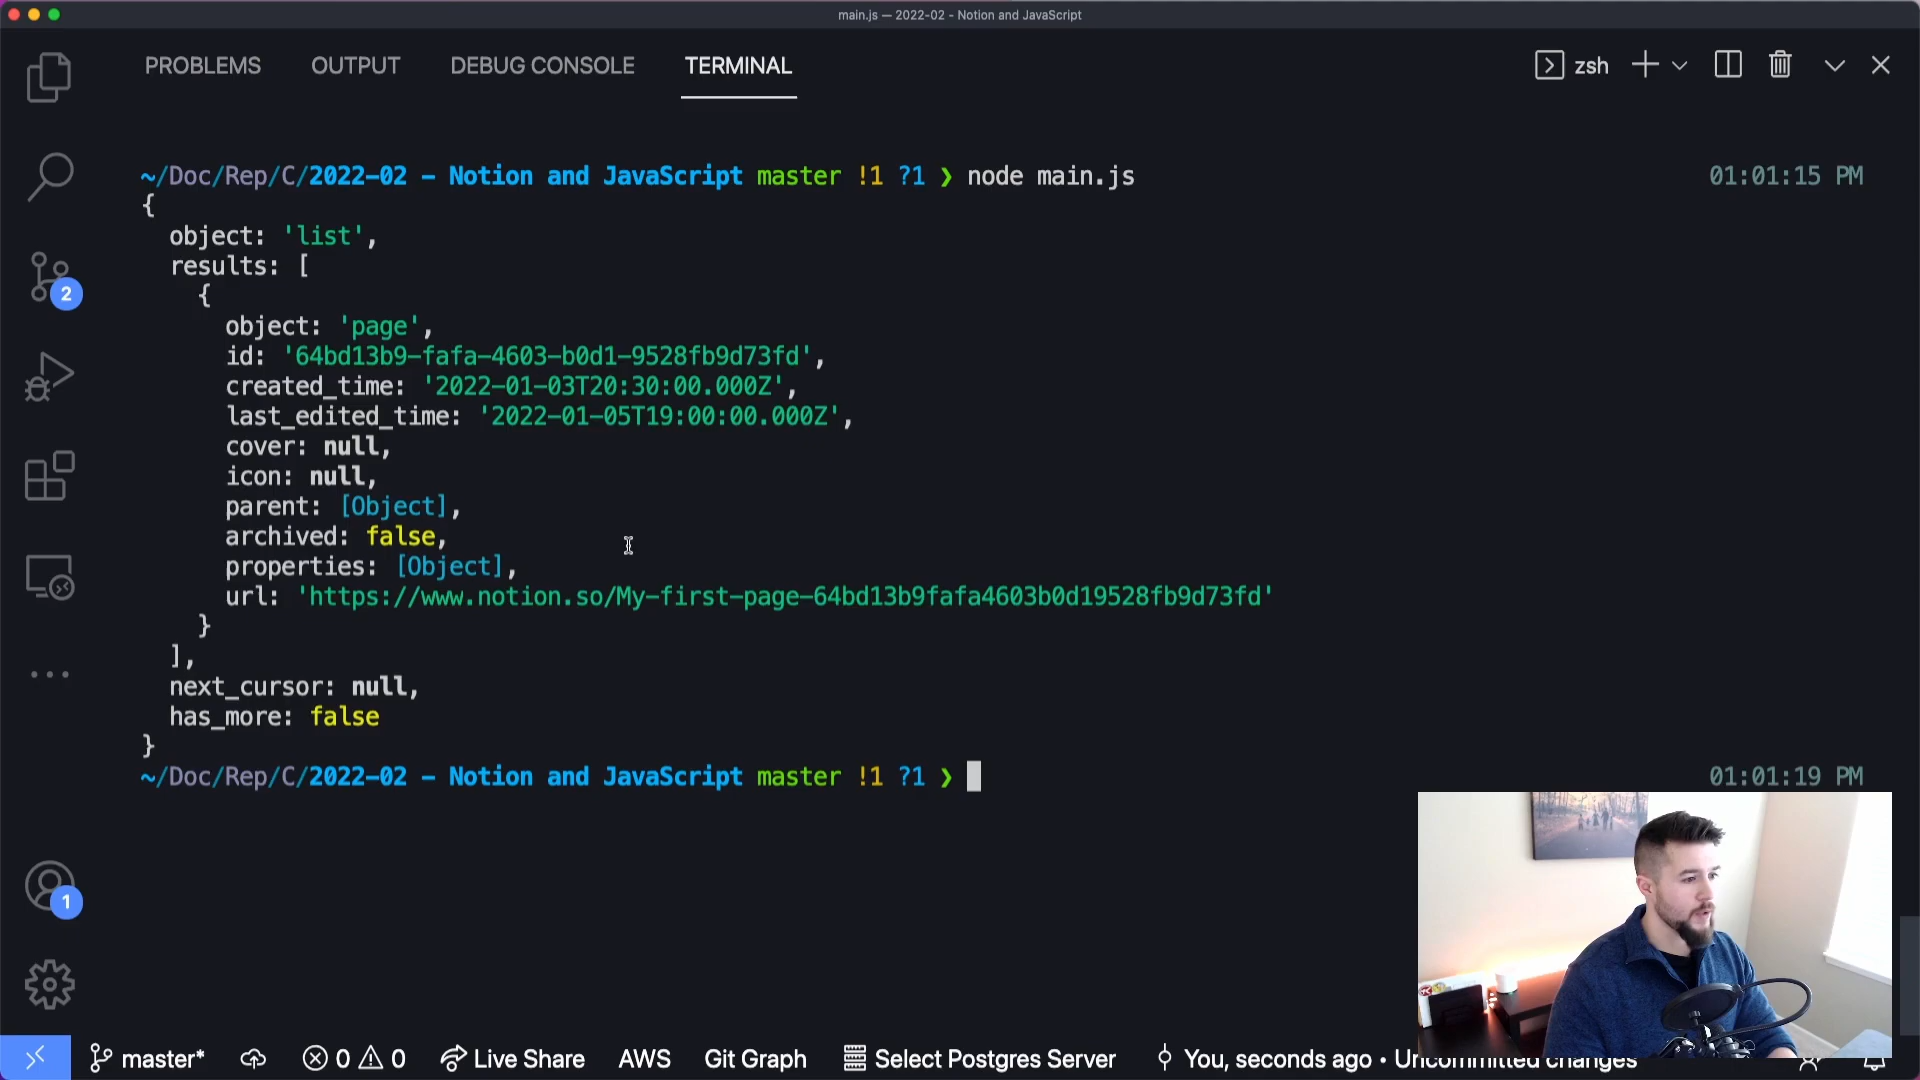 main.js — 2022-02 - Notion and JavaScript
PROBLEMS OUTPUT DEBUG CONSOLE TERMINAL zsh
~/Doc/Rep/C/2022-02 - Notion and JavaScript master !1 ?1 ❯ node main.js 01:01:15 PM
{
object: 'list',
results: [
{
object: 'page',
id: '64bd13b9-fafa-4603-b0d1-9528fb9d73fd',
created_time: '2022-01-03T20:30:00.000Z',
last_edited_time: '2022-01-05T19:00:00.000Z',
cover: null,
icon: null,
parent: [Object],
archived: false,
properties: [Object],
url: 'https://www.notion.so/My-first-page-64bd13b9fafa4603b0d19528fb9d73fd'
}
],
next_cursor: null,
has_more: false
}
~/Doc/Rep/C/2022-02 - Notion and JavaScript master !1 ?1 ❯ 01:01:19 PM
2
1
master* 0 0 Live Share AWS Git Graph Select Postgres Server You, seconds ago • Uncommitted changes